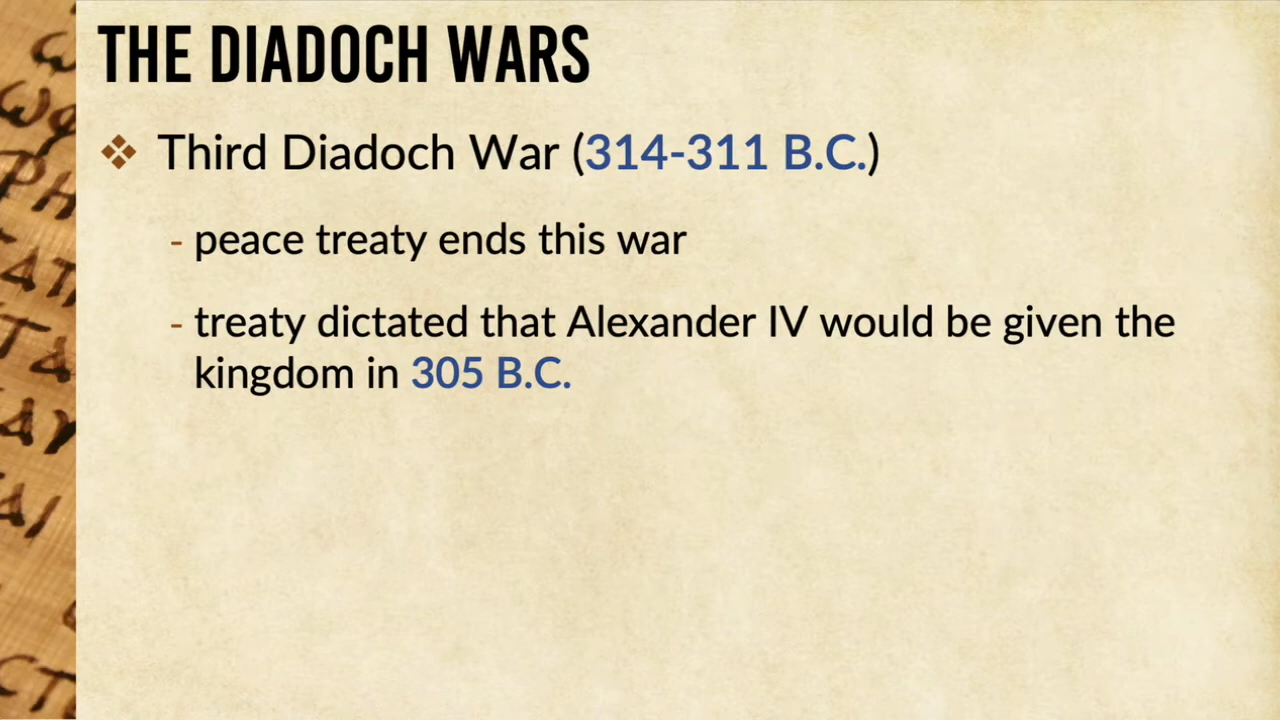 THE DIADOCH WARS
❖ Third Diadoch War (314-311 B.C.)
- peace treaty ends this war
- treaty dictated that Alexander IV would be given the
kingdom in 305 B.C.